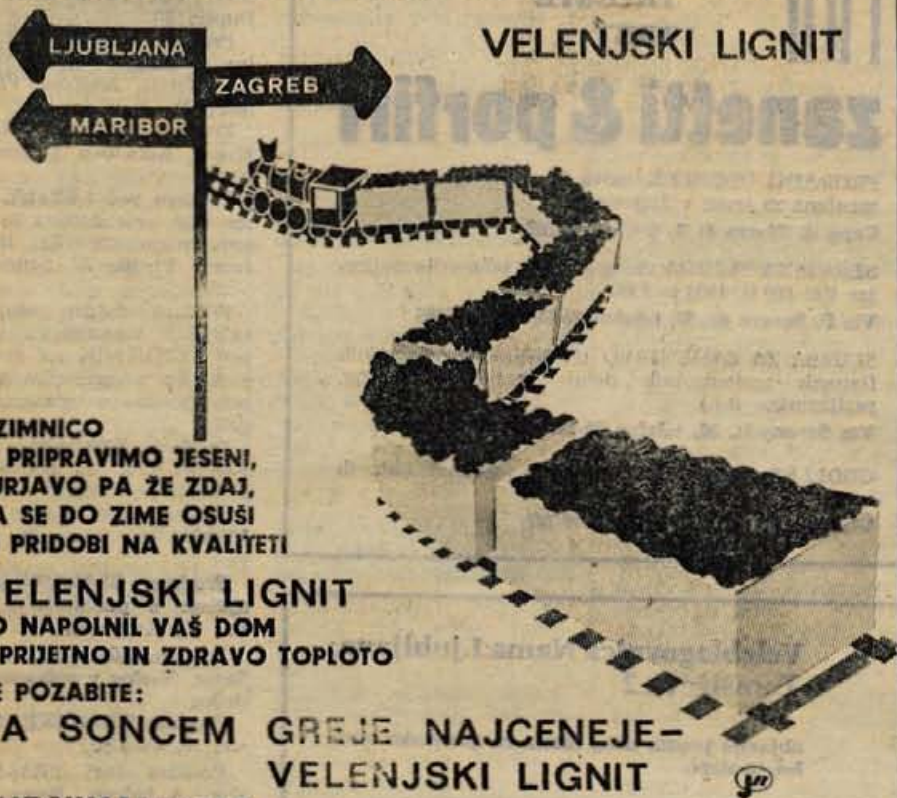 VELENJSKI LIGNIT
LJUBLJANA
ZAGREB
MARIBOR
ZIMNICO
PRIPRAVIMO JESENI,
URJAVO PA ŽE ZDAJ,
SE DO ZIME OSUŠI
PRIDOBI NA KVALITETI
ELENJSKI LIGNIT
O NAPOLNIL VAŠ DOM
PRIJETNO IN ZDRAVO TOPLOTO
E POZABITE:
A SONCEM GREJE NAJCENEJE-
VELENJSKI LIGNIT